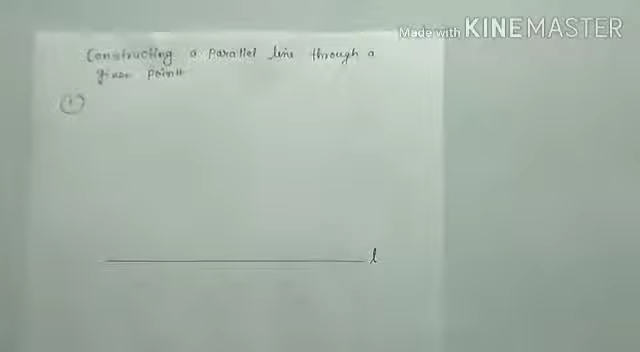 Made with KINEMASTER
Constructing a parallel line through a
given point
①
l